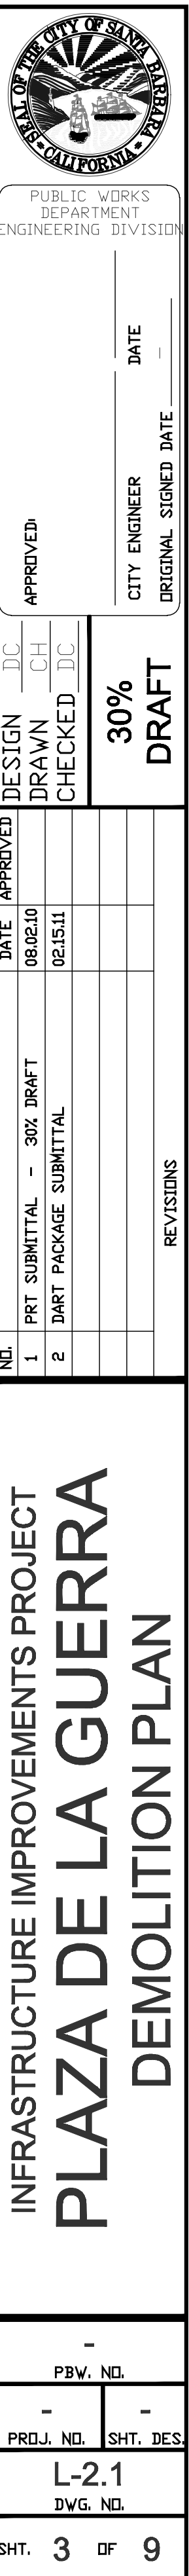 SEAL OF THE CITY OF SANTA BARBARA
CALIFORNIA
PUBLIC WORKS
DEPARTMENT
ENGINEERING DIVISION
APPROVED:
CITY ENGINEER DATE
ORIGINAL SIGNED DATE -
DESIGN DC
DRAWN CH
CHECKED DC
30%
DRAFT
NO. DATE APPROVED
1 PRT SUBMITTAL - 30% DRAFT 08.02.10
2 DART PACKAGE SUBMITTAL 02.15.11
REVISIONS
INFRASTRUCTURE IMPROVEMENTS PROJECT
PLAZA DE LA GUERRA
DEMOLITION PLAN
-
PBW. NO.
- -
PROJ. NO. SHT. DES.
L-2.1
DWG. NO.
SHT. 3 OF 9